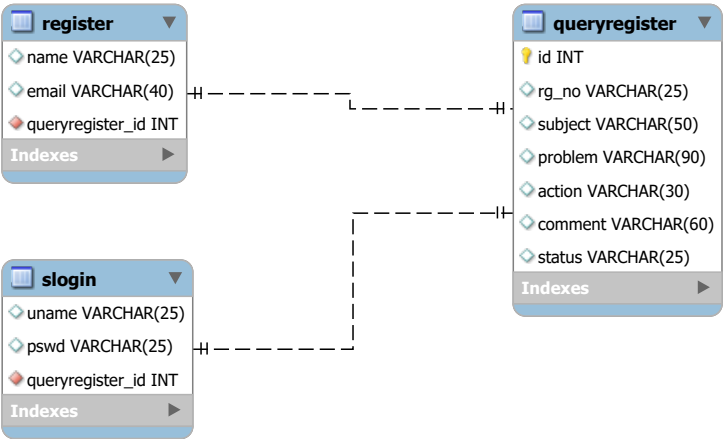 register
name VARCHAR(25)
email VARCHAR(40)
queryregister_id INT
Indexes
queryregister
id INT
rg_no VARCHAR(25)
subject VARCHAR(50)
problem VARCHAR(90)
action VARCHAR(30)
comment VARCHAR(60)
status VARCHAR(25)
Indexes
slogin
uname VARCHAR(25)
pswd VARCHAR(25)
queryregister_id INT
Indexes